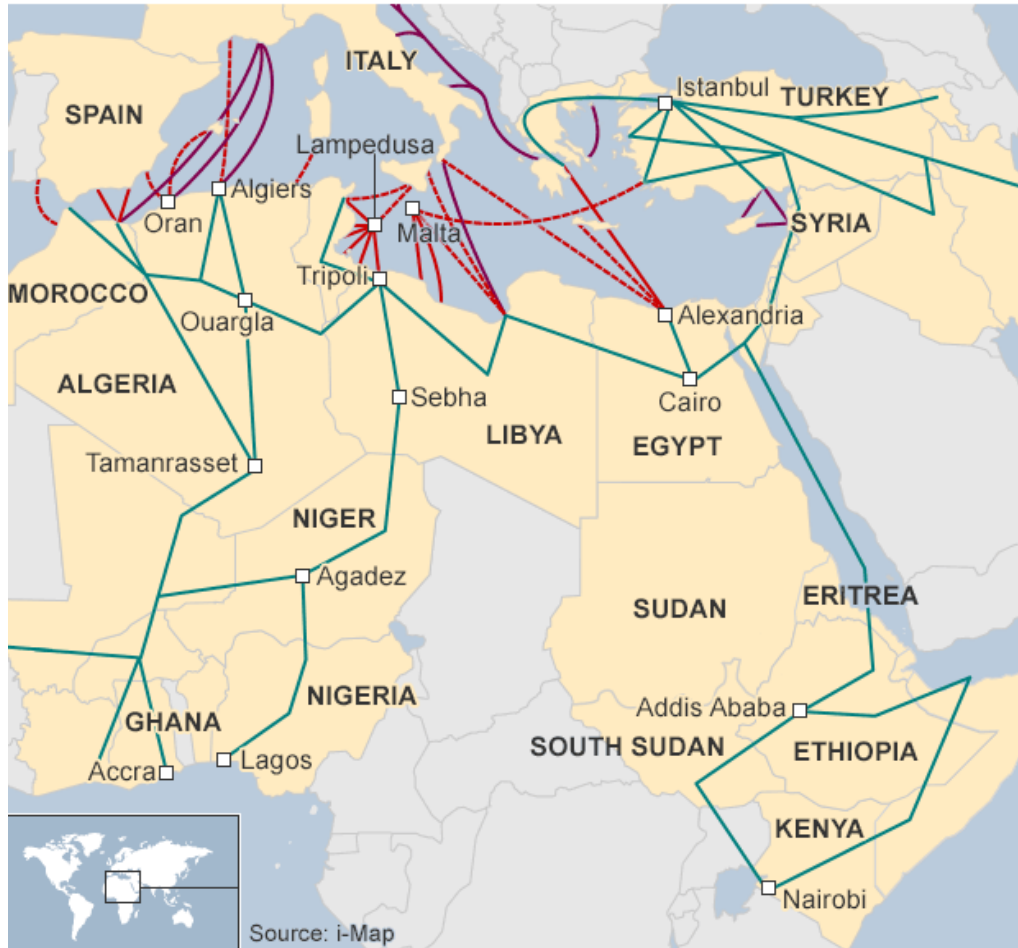 ITALY
Istanbul
TURKEY
SPAIN
Lampedusa
Algiers
Oran
Malta
SYRIA
Tripoli
MOROCCO
Ouargla
Alexandria
ALGERIA
Sebha
Cairo
LIBYA
EGYPT
Tamanrasset
NIGER
Agadez
ERITREA
SUDAN
NIGERIA
Addis Ababa
GHANA
SOUTH SUDAN
ETHIOPIA
Lagos
Accra
KENYA
Nairobi
Source: i-Map